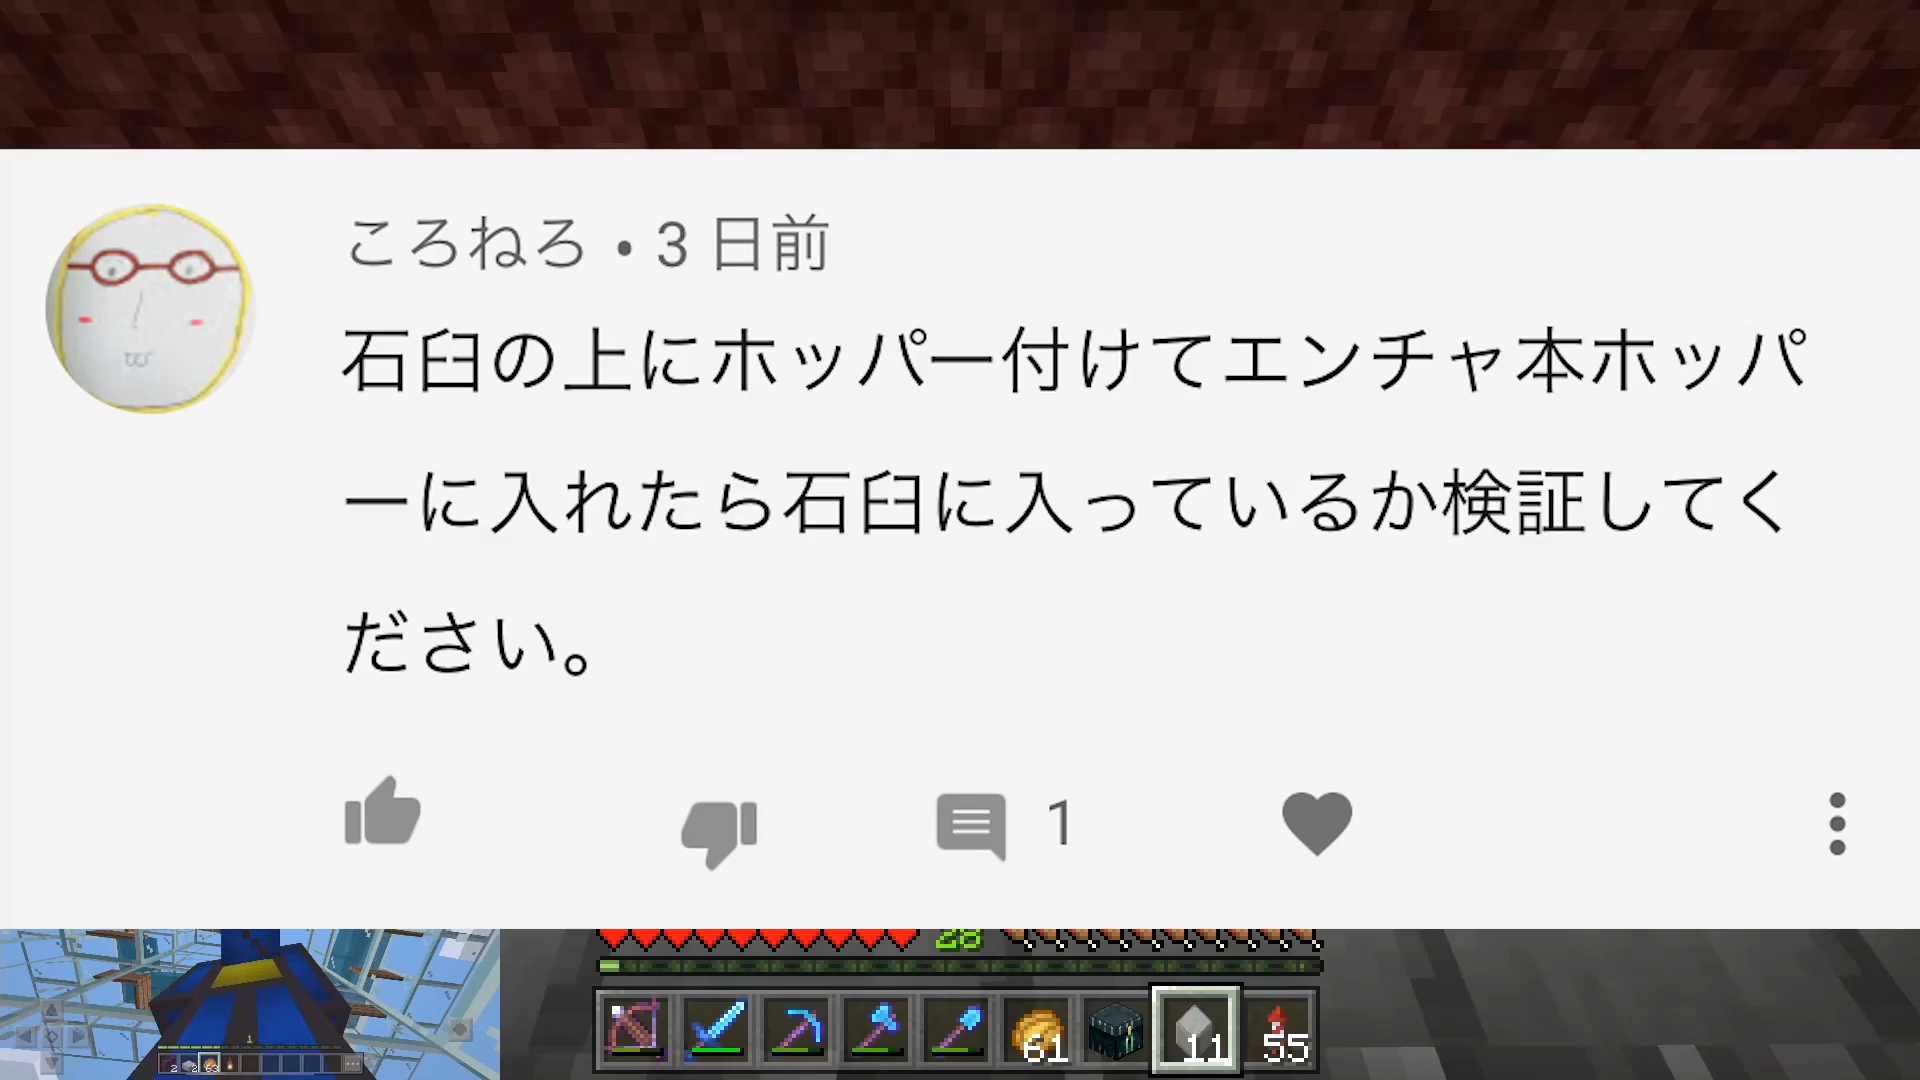 ころねろ・3 日前
石臼の上にホッパー付けてエンチャ本ホッパ
ーに入れたら石臼に入っているか検証してく
ださい。
1
28
61 11 55